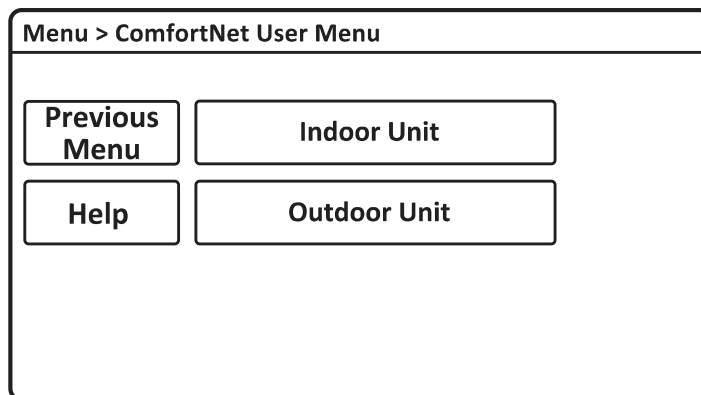 Menu > ComfortNet User Menu
Previous
Menu
Indoor Unit
Help
Outdoor Unit